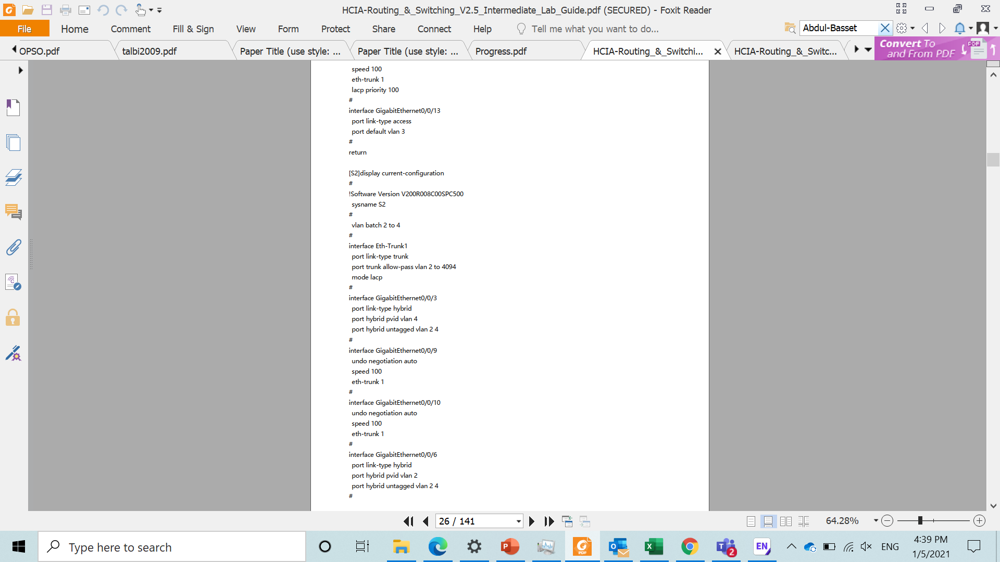 HCIA-Routing_&_Switching_V2.5_Intermediate_Lab_Guide.pdf (SECURED) - Foxit Reader
File Home Comment Fill & Sign View Form Protect Share Connect Help Tell me what you want to do... Abdul-Basset
OPSO.pdf talbi2009.pdf Paper Title (use style: ... Paper Title (use style: ... Progress.pdf HCIA-Routing_&_Switchi... HCIA-Routing_&_Switc...
Convert To
and From PDF
PDF
speed 100
eth-trunk 1
lacp priority 100
#
interface GigabitEthernet0/0/13
port link-type access
port default vlan 3
#
return
[S2]display current-configuration
#
!Software Version V200R008C00SPC500
sysname S2
#
vlan batch 2 to 4
#
interface Eth-Trunk1
port link-type trunk
port trunk allow-pass vlan 2 to 4094
mode lacp
#
interface GigabitEthernet0/0/3
port link-type hybrid
port hybrid pvid vlan 4
port hybrid untagged vlan 2 4
#
interface GigabitEthernet0/0/9
undo negotiation auto
speed 100
eth-trunk 1
#
interface GigabitEthernet0/0/10
undo negotiation auto
speed 100
eth-trunk 1
#
interface GigabitEthernet0/0/6
port link-type hybrid
port hybrid pvid vlan 2
port hybrid untagged vlan 2 4
#
26 / 141
64.28%
Type here to search
EN
2
ENG
4:39 PM
1/5/2021